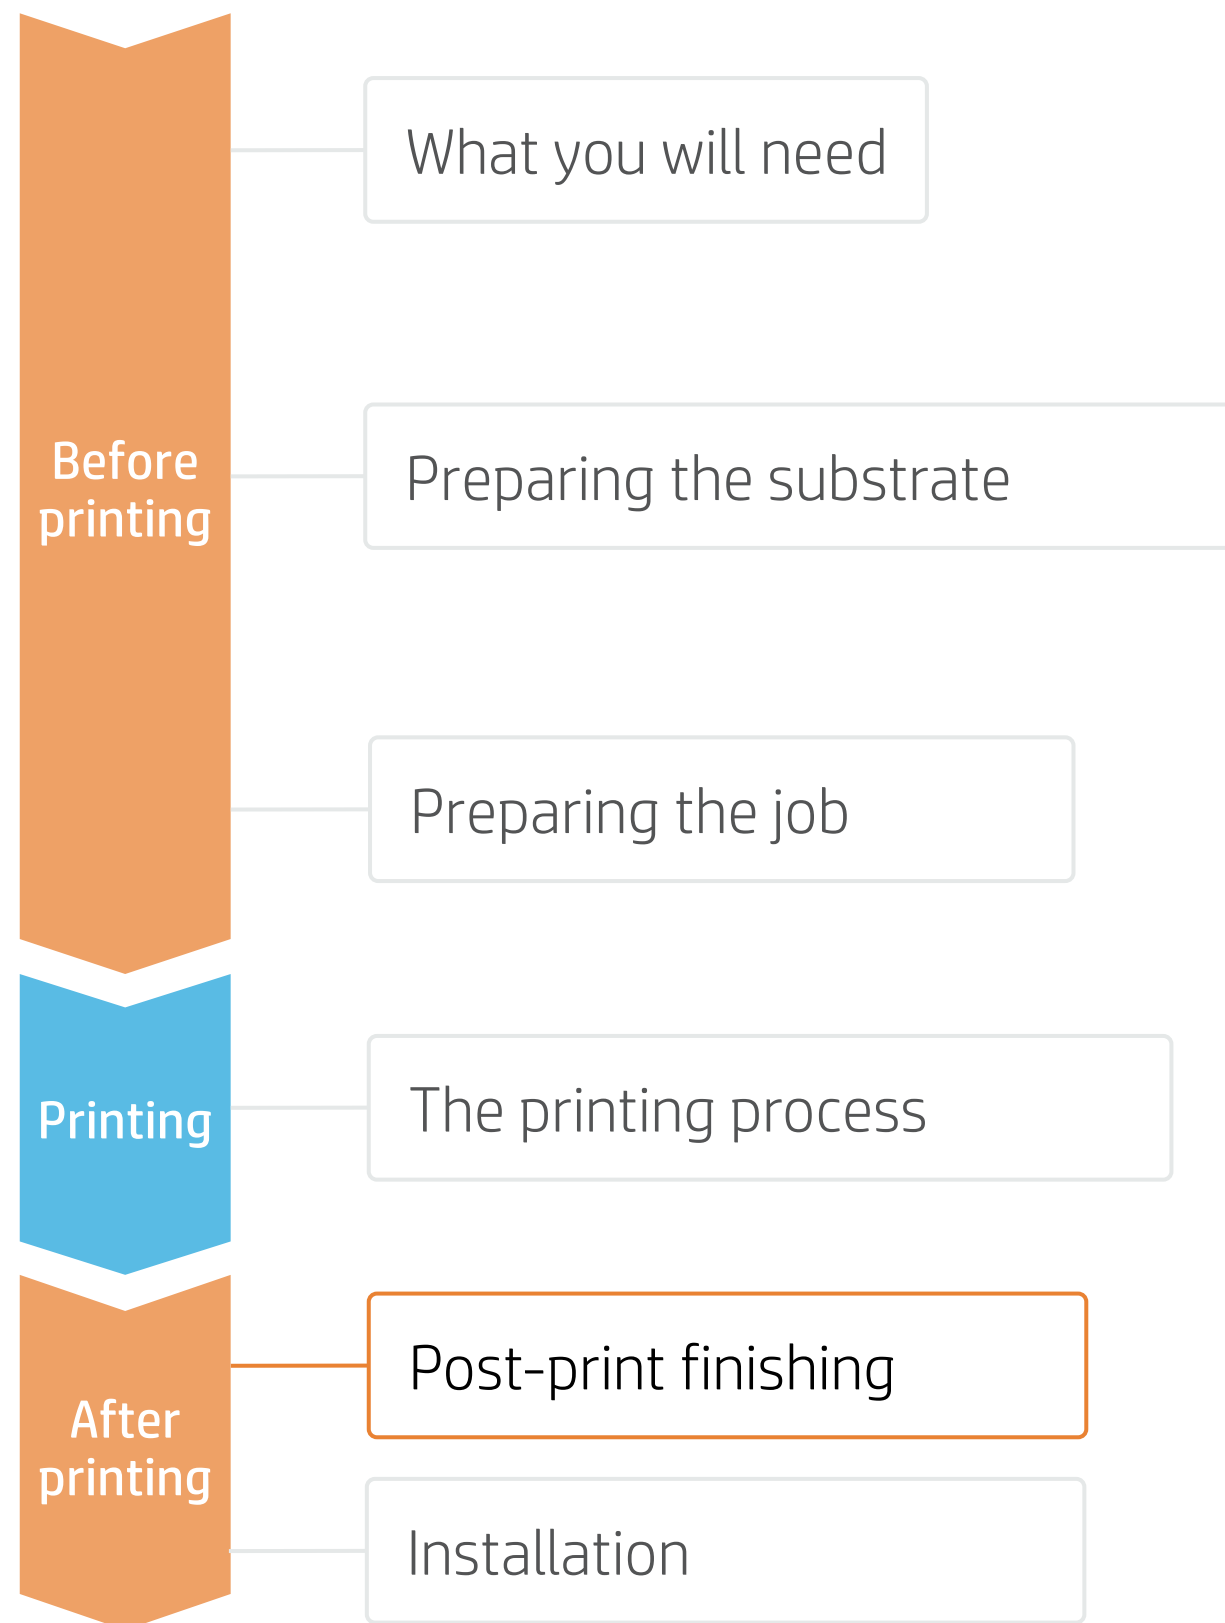 What you will need
Before
printing
Preparing the substrate
Preparing the job
Printing
The printing process
After
printing
Post-print finishing
Installation